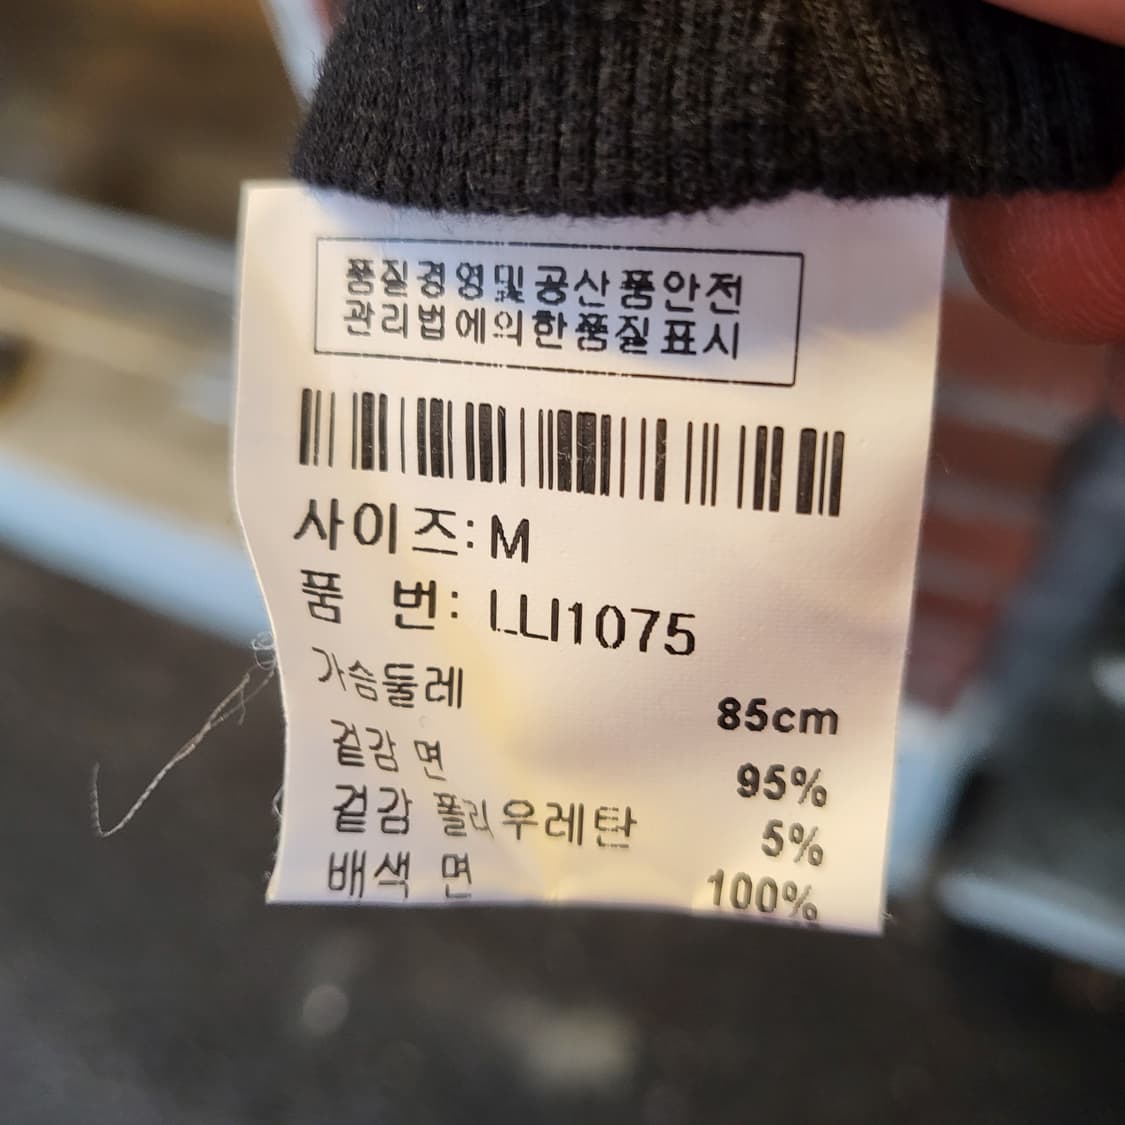 품질경영및공산품안전
관리법에의한품질표시
사이즈: M
품 번: LLI1075
가슴둘레 85cm
겉감 면 95%
겉감 폴리우레탄 5%
배색 면 100%